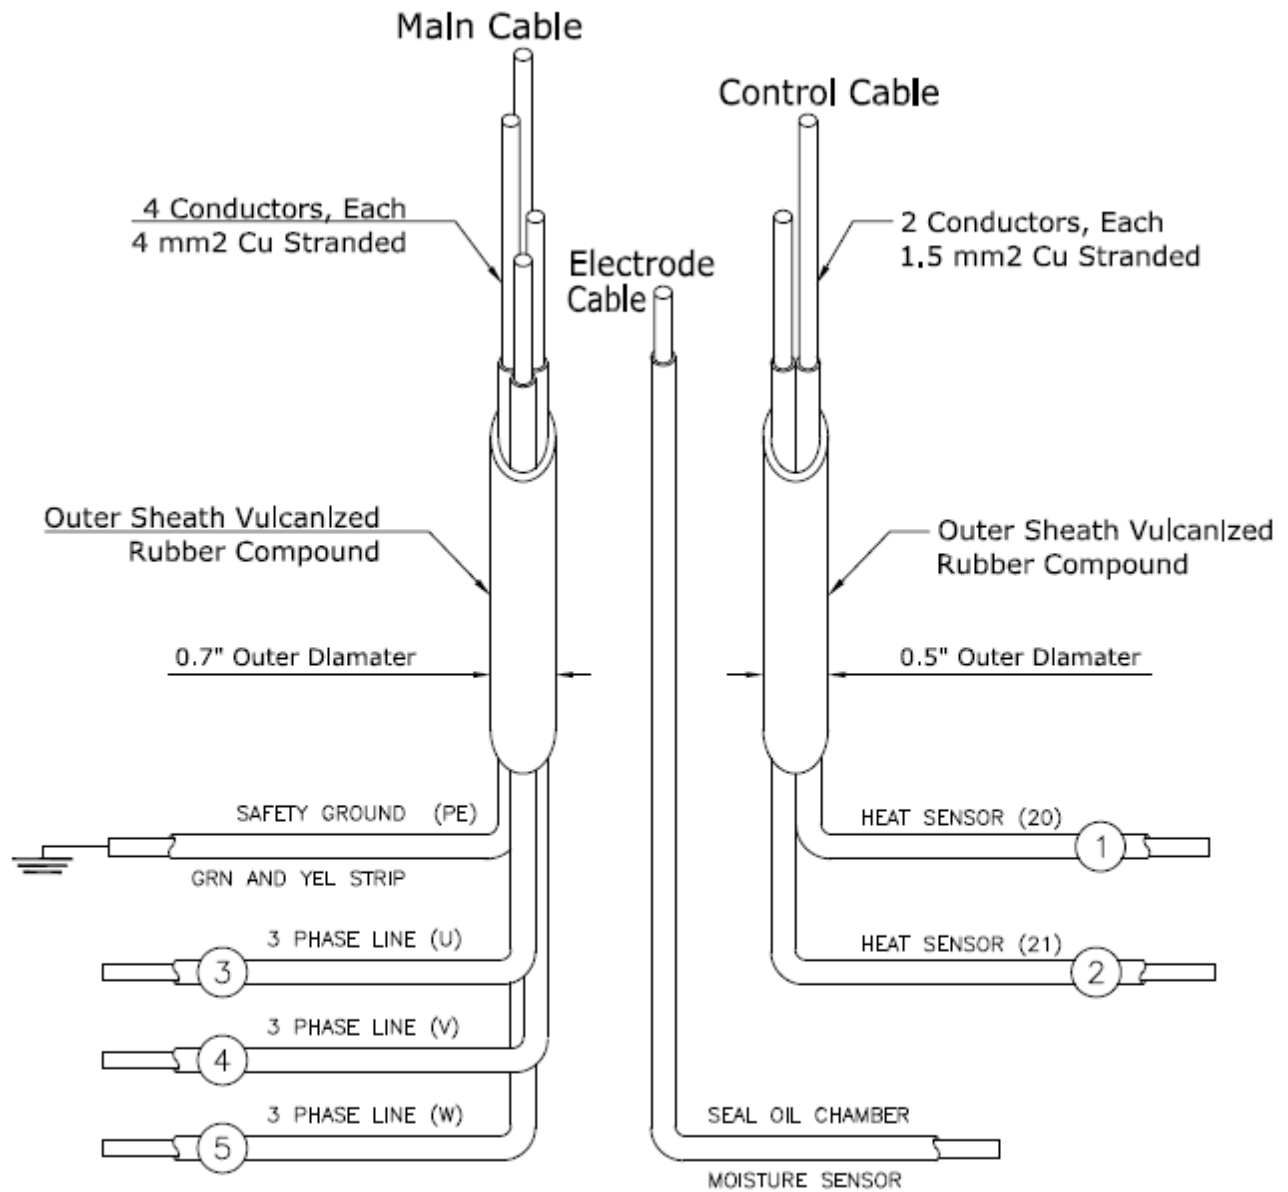 Main Cable
Control Cable
4 Conductors, Each
4 mm2 Cu Stranded
2 Conductors, Each
1.5 mm2 Cu Stranded
Electrode
Cable
Outer Sheath Vulcanized
Rubber Compound
Outer Sheath Vulcanized
Rubber Compound
0.7" Outer Diamater
0.5" Outer Diamater
SAFETY GROUND (PE)
GRN AND YEL STRIP
HEAT SENSOR (20)
1
3 PHASE LINE (U)
3
HEAT SENSOR (21)
2
3 PHASE LINE (V)
4
3 PHASE LINE (W)
5
SEAL OIL CHAMBER
MOISTURE SENSOR